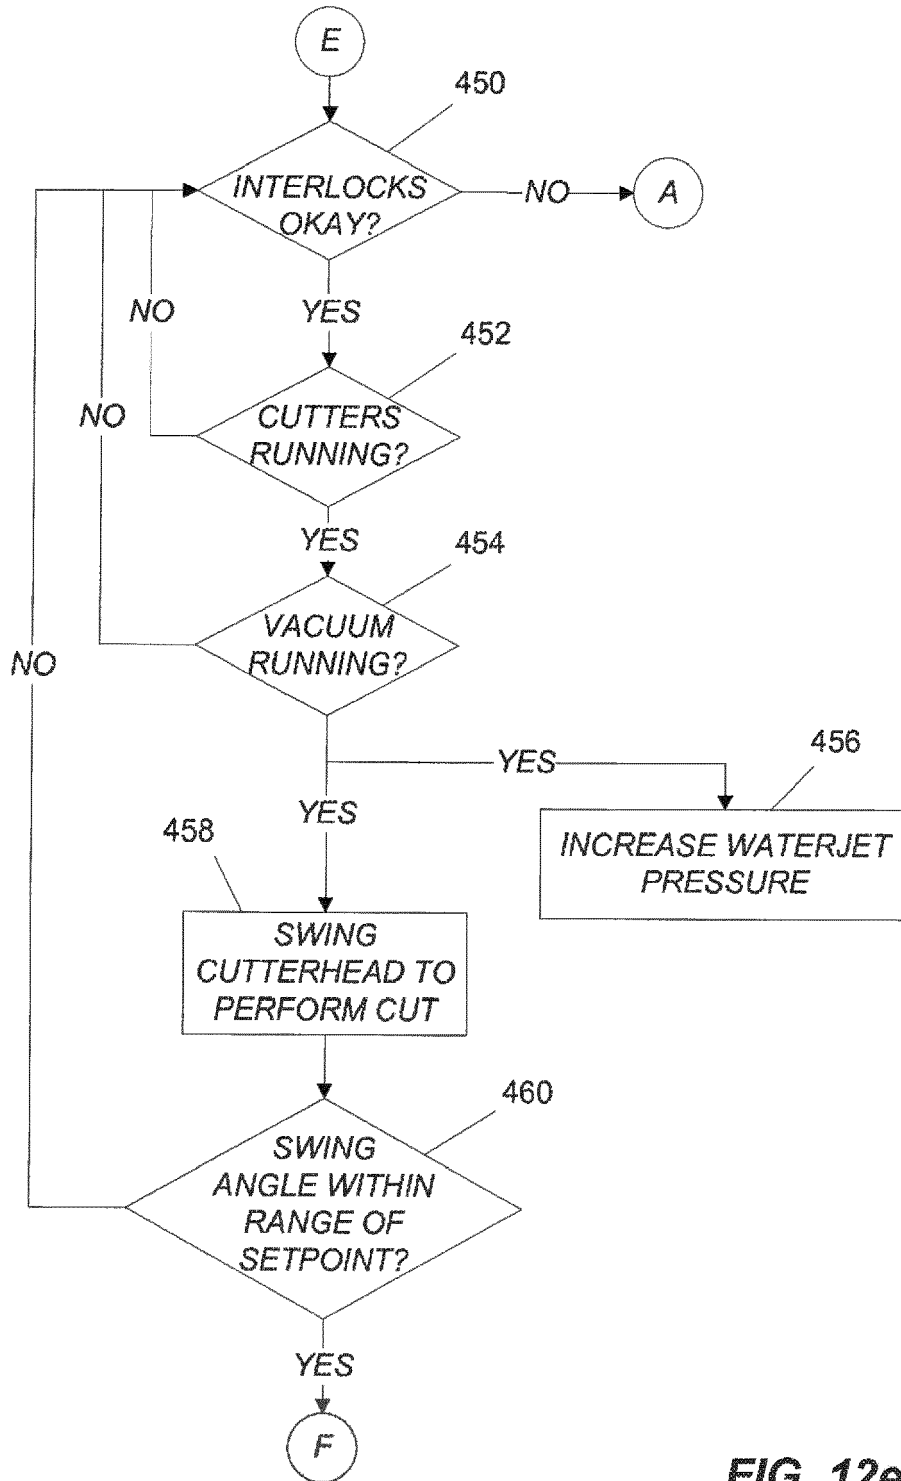 E
450
INTERLOCKS
OKAY?
NO
A
NO
YES
452
NO
CUTTERS
RUNNING?
YES
454
VACUUM
RUNNING?
NO
YES
456
YES
INCREASE WATERJET
PRESSURE
458
SWING
CUTTERHEAD TO
PERFORM CUT
460
SWING
ANGLE WITHIN
RANGE OF
SETPOINT?
YES
F
FIG. 12e